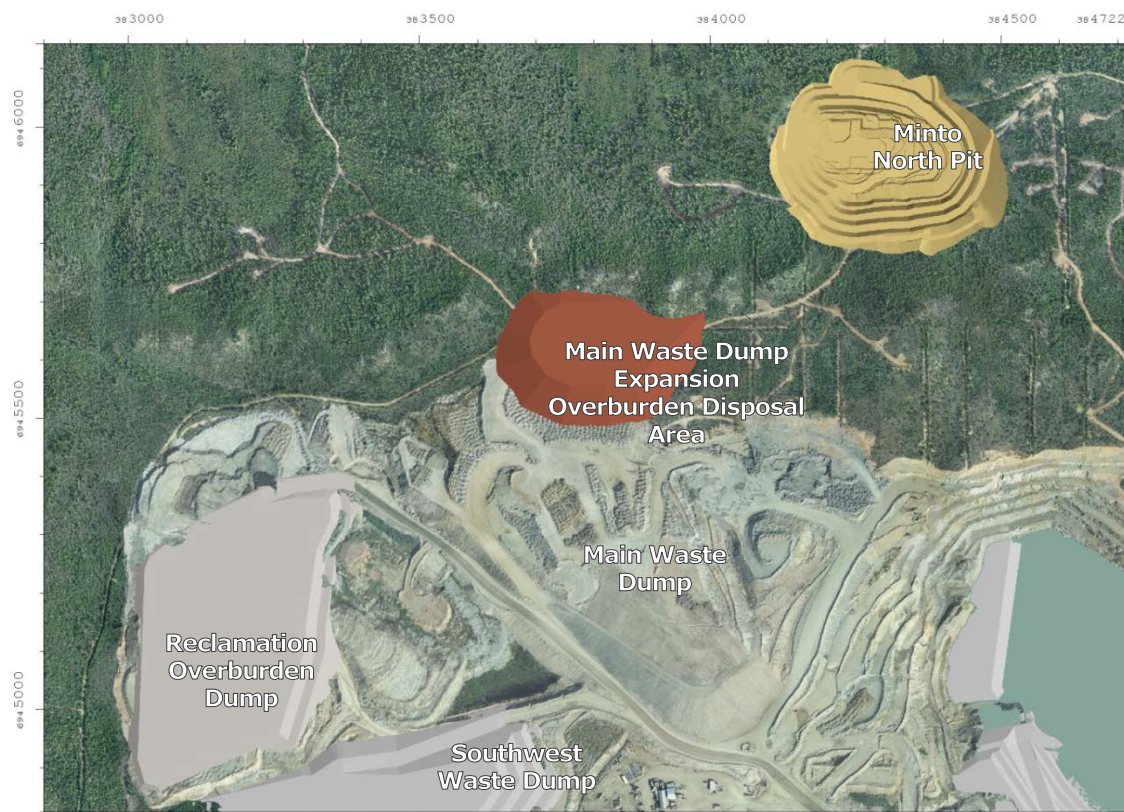 383000
383500
384000
384500
384722
6946000
6945500
6945000
Minto
North Pit
Main Waste Dump
Expansion
Overburden Disposal
Area
Main Waste
Dump
Reclamation
Overburden
Dump
Southwest
Waste Dump